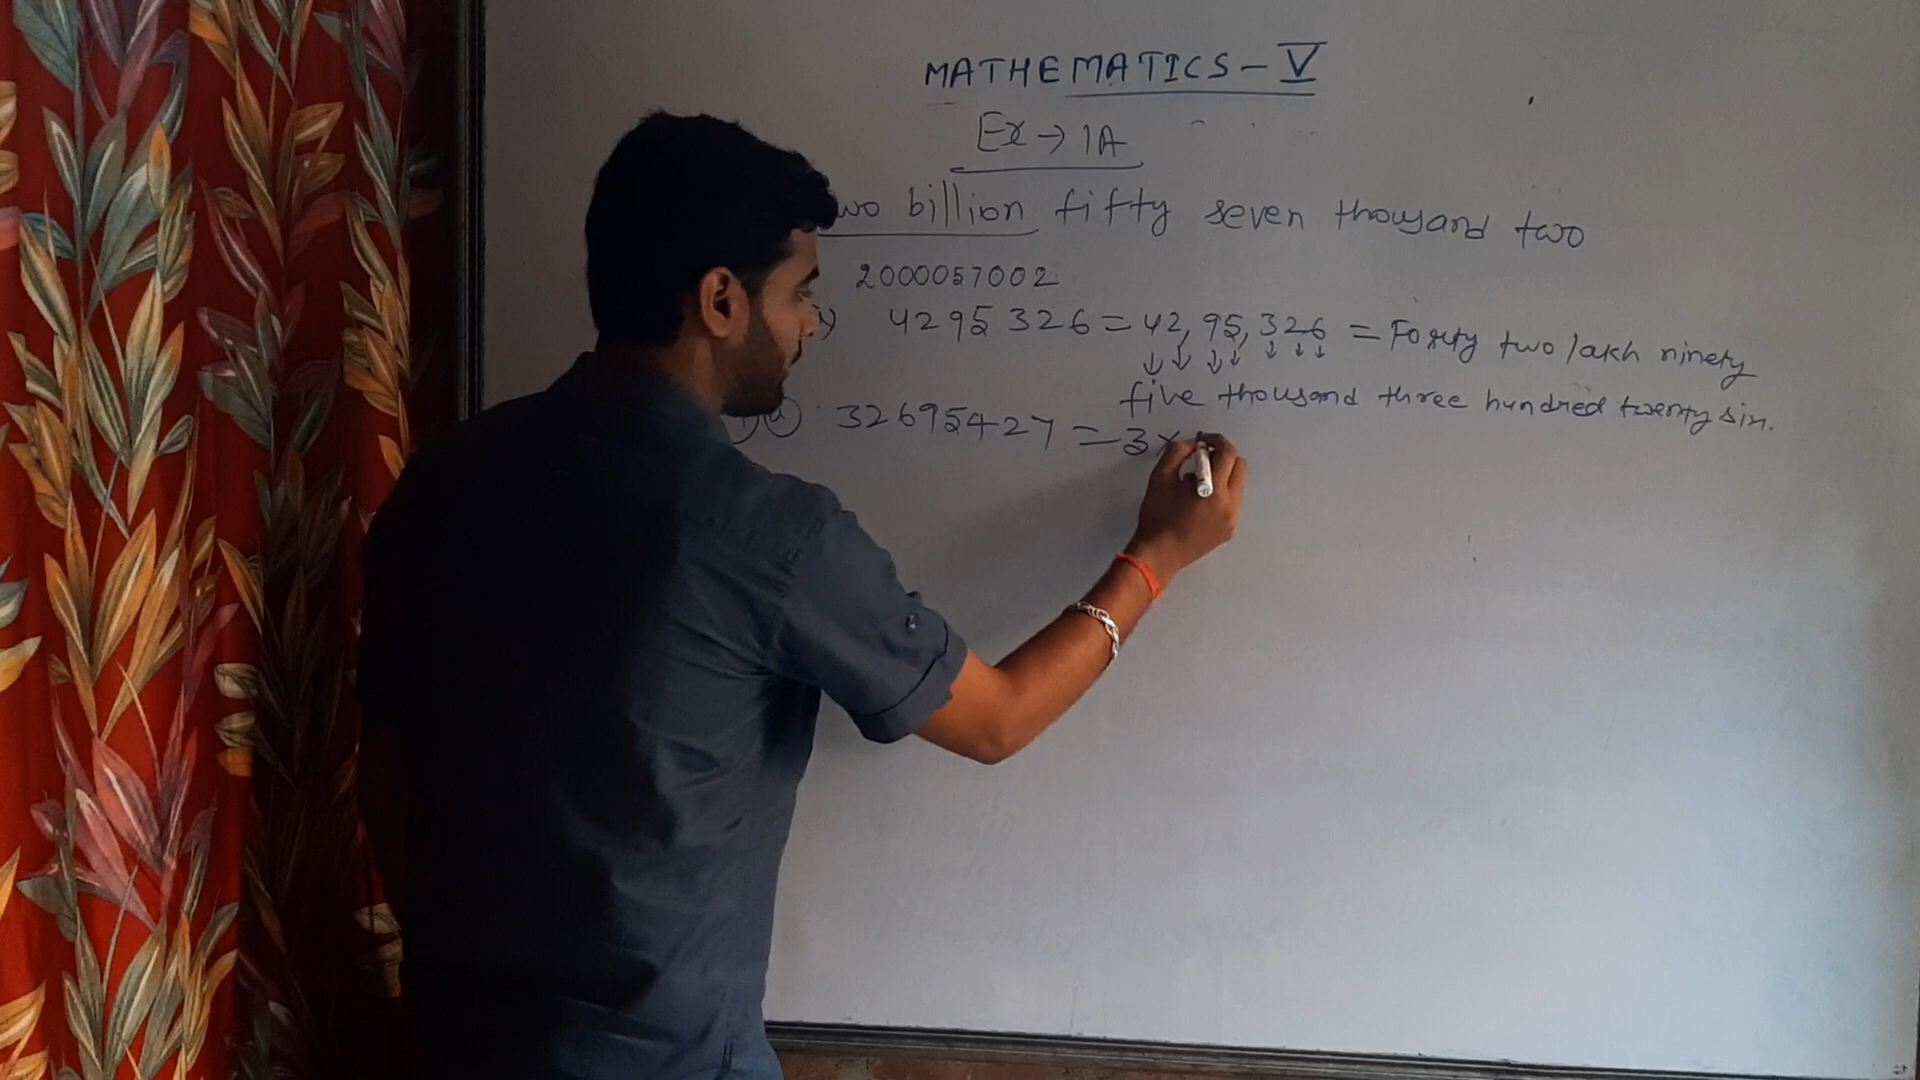 MATHEMATICS - V
Ex → 1A
wo billion fifty seven thousand two
2000057002
4295326 = 42,95,326 = Forty two lakh ninety
five thousand three hundred twenty six.
32695427 = 3×